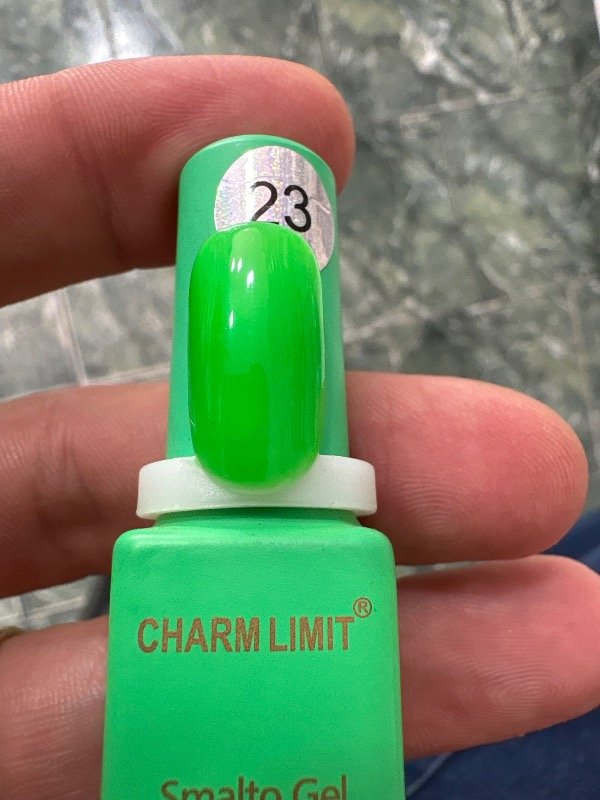 23
CHARM LIMIT®
Smalto Gel